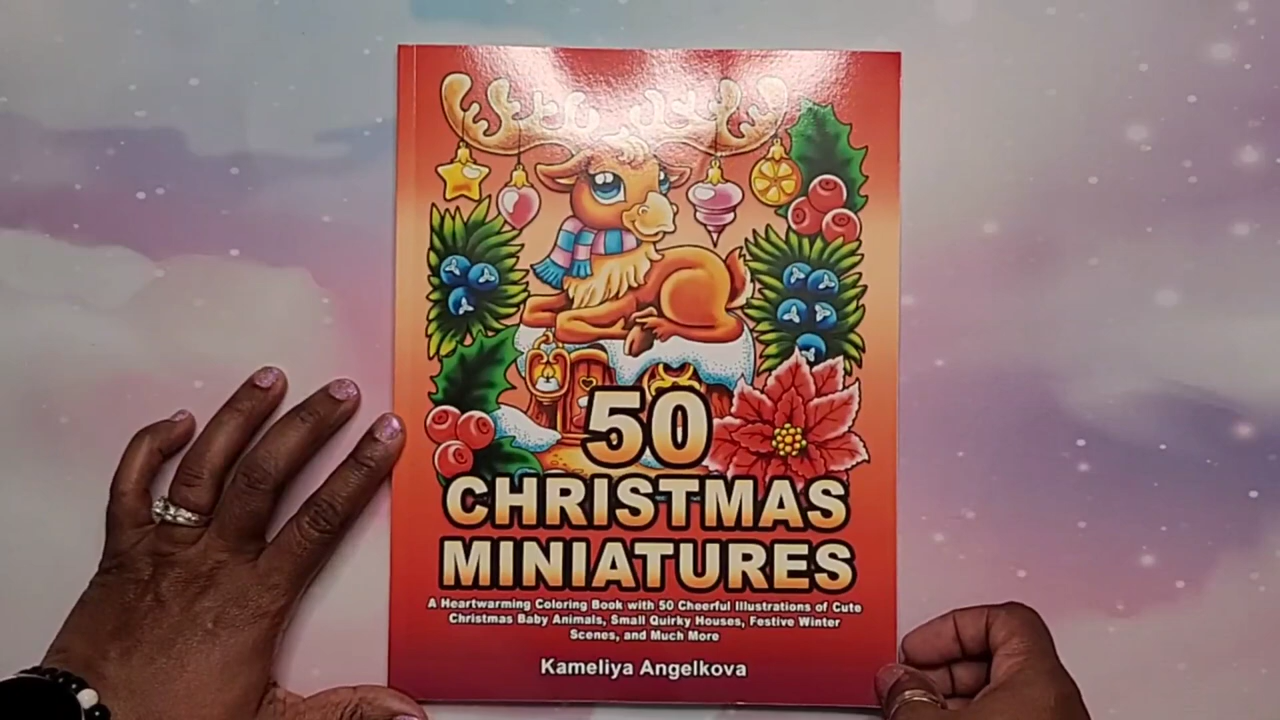 50
CHRISTMAS
MINIATURES
A Heartwarming Coloring Book with 50 Cheerful Illustrations of Cute
Christmas Baby Animals, Small Quirky Houses, Festive Winter
Scenes, and Much More
Kameliya Angelkova